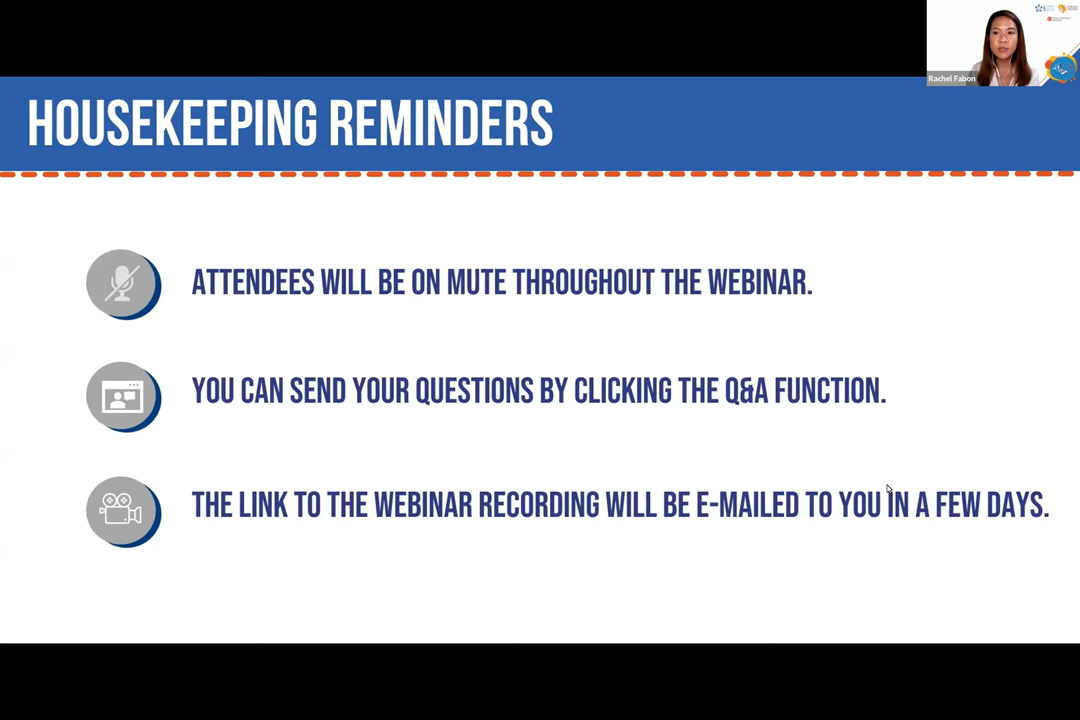 Rachel Fabon
HOUSEKEEPING REMINDERS
ATTENDEES WILL BE ON MUTE THROUGHOUT THE WEBINAR.
YOU CAN SEND YOUR QUESTIONS BY CLICKING THE Q&A FUNCTION.
THE LINK TO THE WEBINAR RECORDING WILL BE E-MAILED TO YOU IN A FEW DAYS.